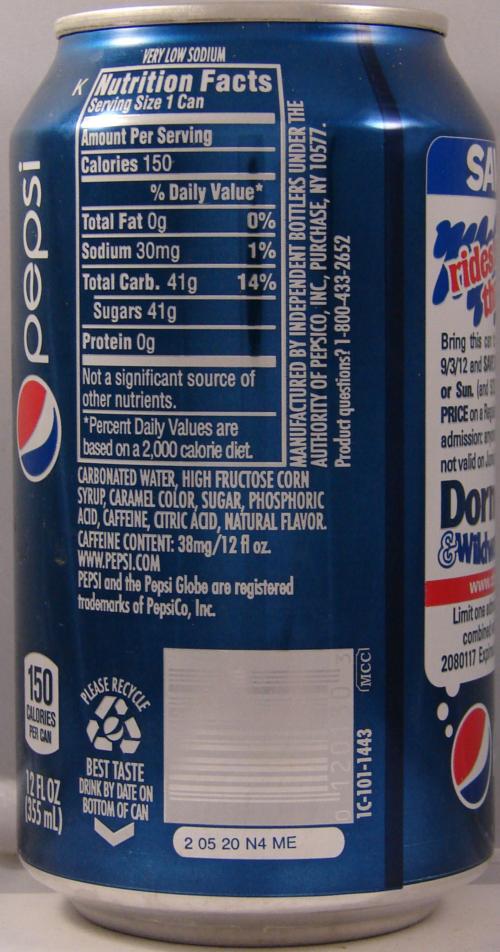 VERY LOW SODIUM
K
Nutrition Facts
Serving Size 1 Can
Amount Per Serving
Calories 150
% Daily Value*
Total Fat 0g 0%
Sodium 30mg 1%
Total Carb. 41g 14%
Sugars 41g
Protein 0g
Not a significant source of
other nutrients.
*Percent Daily Values are
based on a 2,000 calorie diet.
MANUFACTURED BY INDEPENDENT BOTTLERS UNDER THE
AUTHORITY OF PEPSICO, INC., PURCHASE, NY 10577.
Product questions? 1-800-433-2652
CARBONATED WATER, HIGH FRUCTOSE CORN
SYRUP, CARAMEL COLOR, SUGAR, PHOSPHORIC
ACID, CAFFEINE, CITRIC ACID, NATURAL FLAVOR.
CAFFEINE CONTENT: 38mg/12 fl oz.
WWW.PEPSI.COM
PEPSI and the Pepsi Globe are registered
trademarks of PepsiCo, Inc.
pepsi
150
CALORIES
PER CAN
12 FL OZ
(355 mL)
PLEASE RECYCLE
BEST TASTE
DRINK BY DATE ON
BOTTOM OF CAN
MCC
1C-101-1443
2 05 20 N4 ME
rides
Bring this can
9/3/12 and
or Sun.
PRICE on a
admission:
not valid on
www.
Limit one
2080117